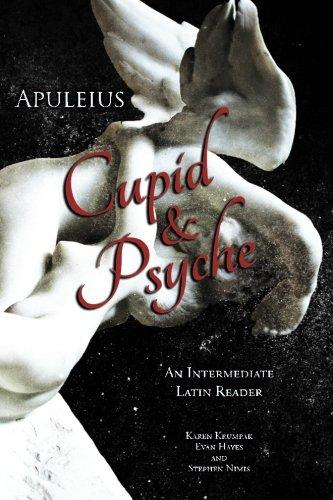 APULEIUS
Cupid
&
Psyche
AN INTERMEDIATE
LATIN READER
KAREN KRUMPAK
EVAN HAYES
AND
STEPHEN NIMIS